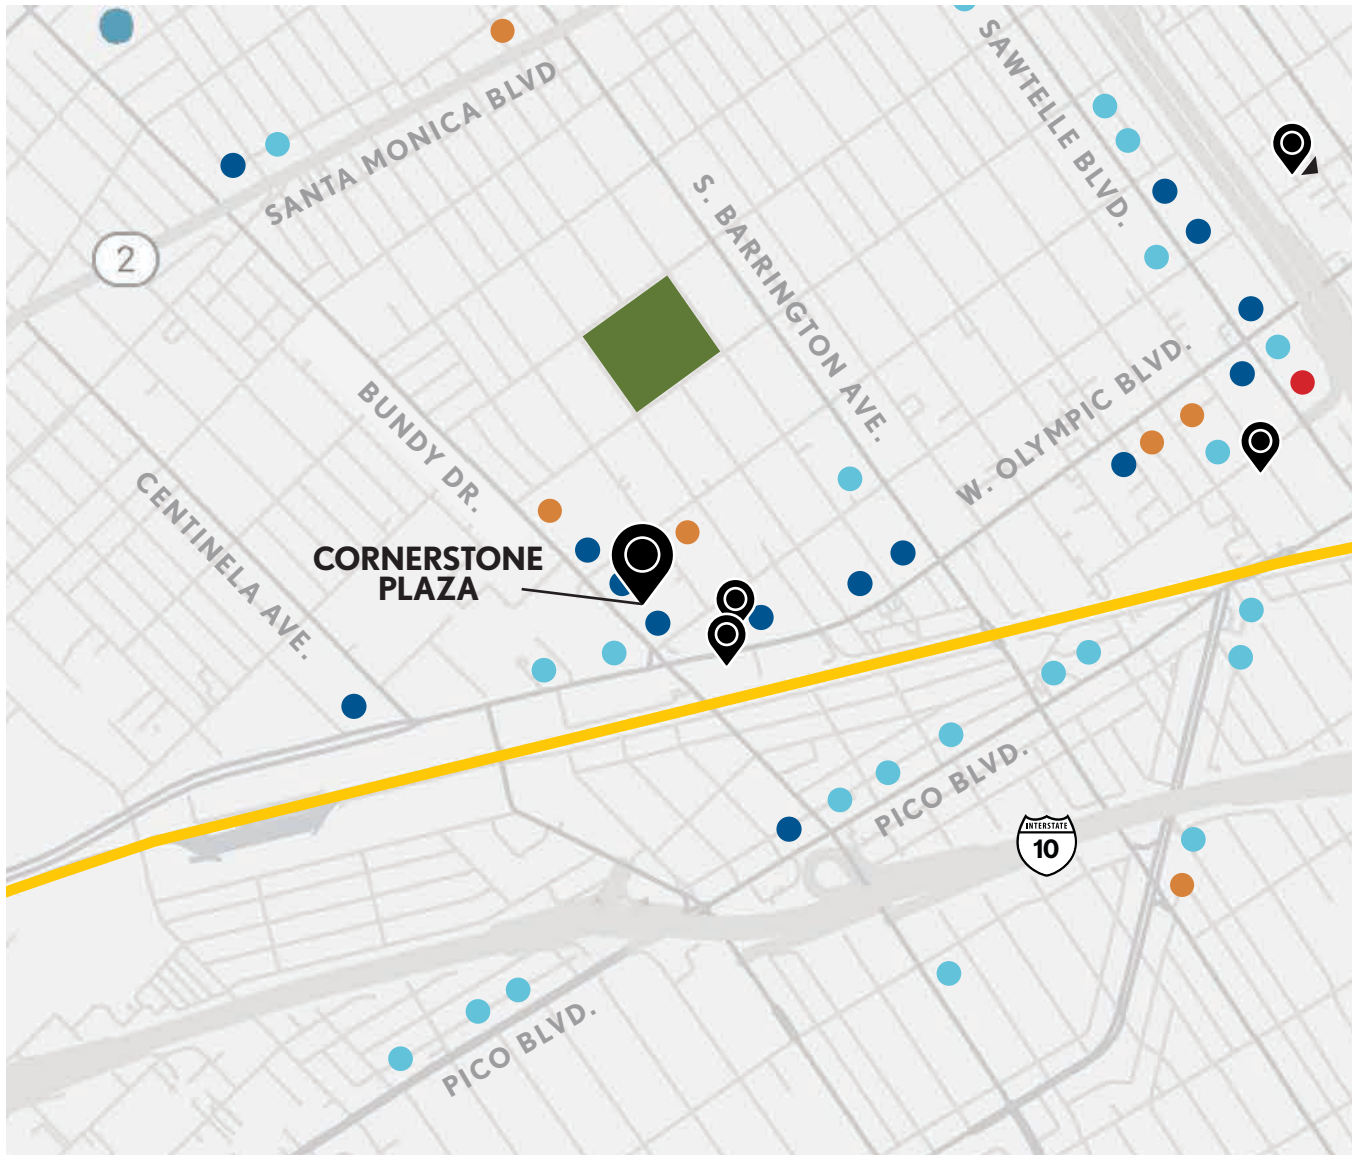 SAWTELLE BLVD.
SANTA MONICA BLVD
S. BARRINGTON AVE.
2
W. OLYMPIC BLVD.
BUNDY DR.
CENTINELA AVE.
CORNERSTONE
PLAZA
PICO BLVD.
INTERSTATE
10
PICO BLVD.